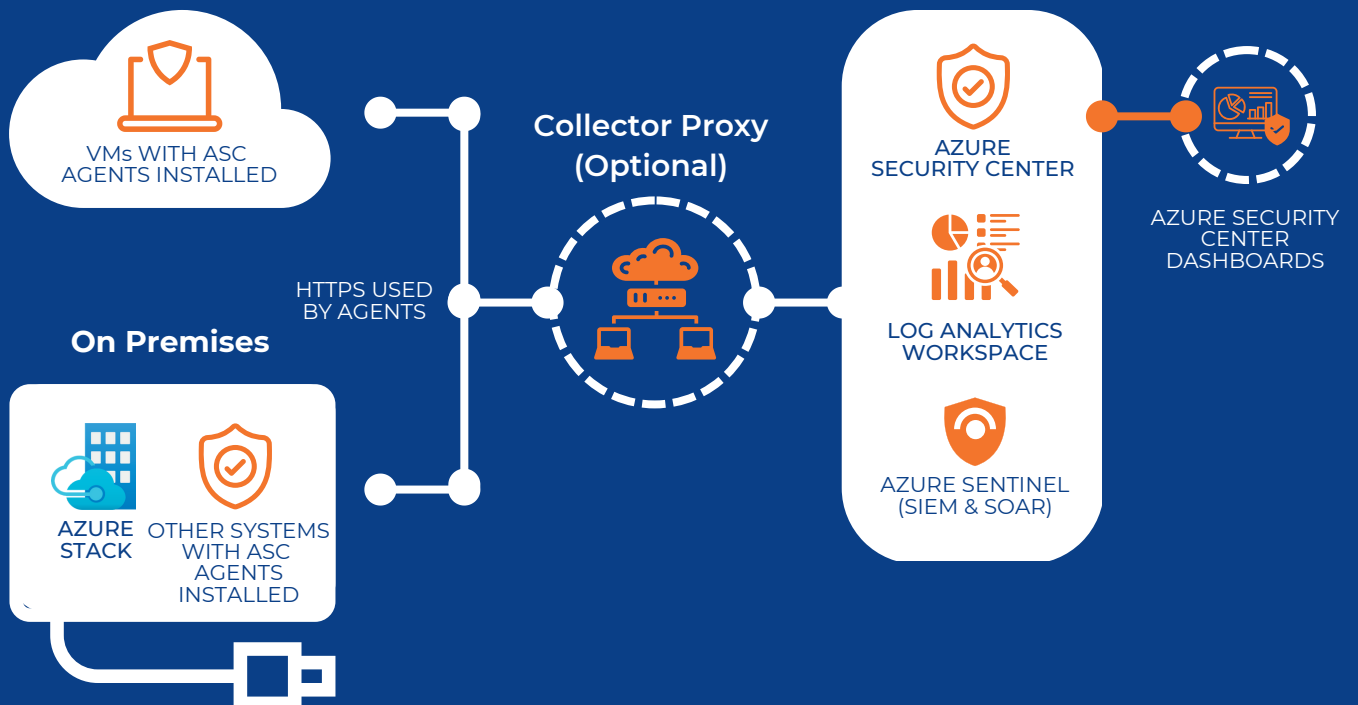 VMs WITH ASC
AGENTS INSTALLED
HTTPS USED
BY AGENTS
On Premises
AZURE
STACK
OTHER SYSTEMS
WITH ASC
AGENTS
INSTALLED
Collector Proxy
(Optional)
AZURE
SECURITY CENTER
LOG ANALYTICS
WORKSPACE
AZURE SENTINEL
(SIEM & SOAR)
AZURE SECURITY
CENTER
DASHBOARDS